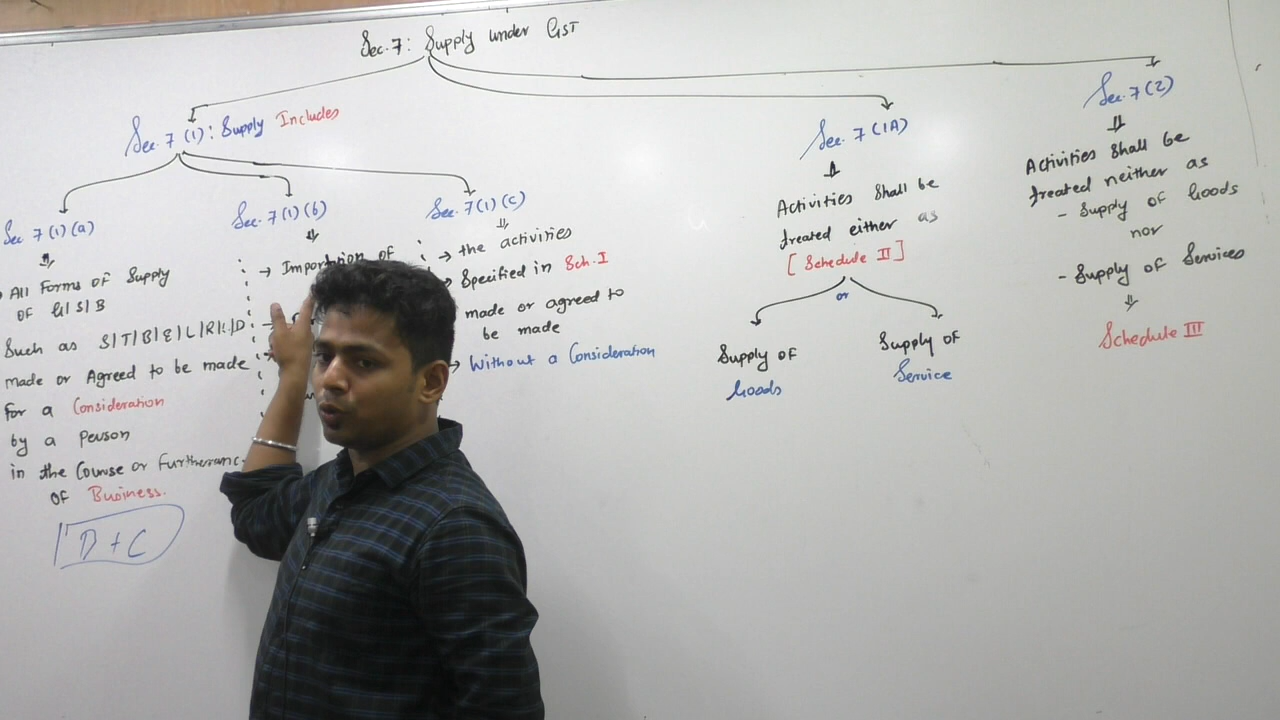 Sec.7: Supply under GST
Sec.7(1): Supply Includes
Sec 7(1)(a)
All Forms of Supply
of G/S/B
Such as S/T/B/E/L/R/L/D
made or Agreed to be made
for a Consideration
by a person
in the Course or Furtheranc
of Business.
D + C
Sec.7(1)(b)
→ Importation of
Sec.7(1)(c)
→ the activities
Specified in Sch.I
made or agreed to
be made
→ Without a Consideration
Sec.7(1A)
Activities Shall be
treated either as
[Schedule II]
or
Supply of
Goods
Supply of
Service
Sec.7(2)
Activities Shall be
treated neither as
- Supply of Goods
nor
- Supply of Services
Schedule III